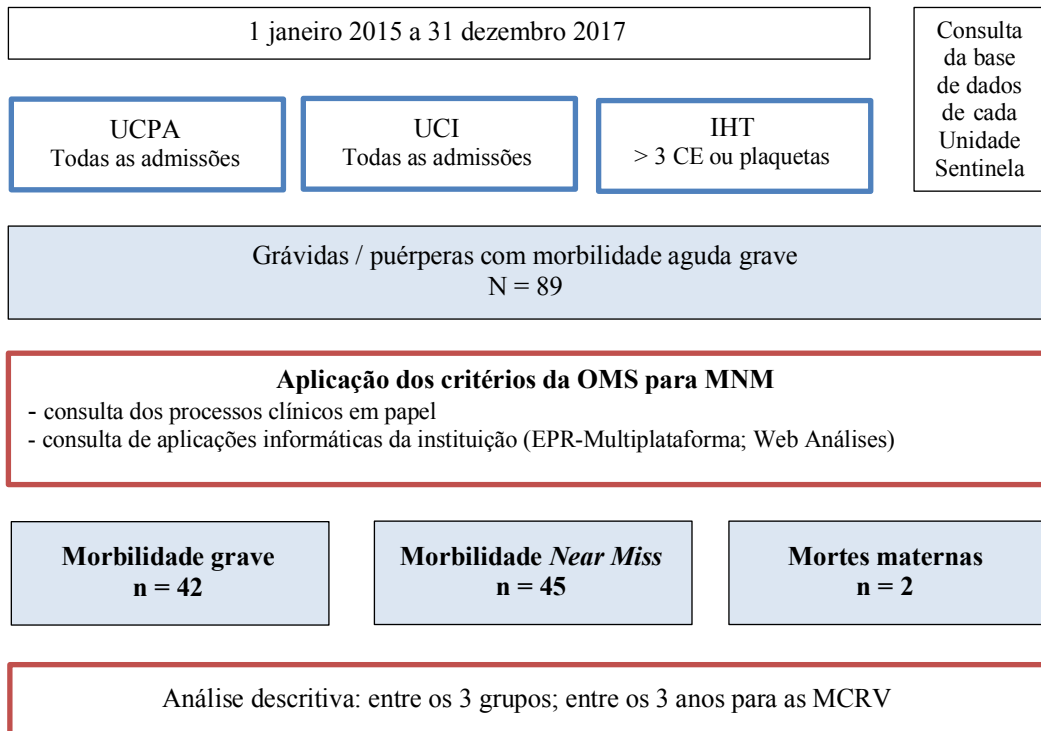 1 janeiro 2015 a 31 dezembro 2017
Consulta
da base
de dados
de cada
Unidade
Sentinela
UCPA
Todas as admissões
UCI
Todas as admissões
IHT
> 3 CE ou plaquetas
Grávidas / puérperas com morbilidade aguda grave
N = 89
Aplicação dos critérios da OMS para MNM
- consulta dos processos clínicos em papel
- consulta de aplicações informáticas da instituição (EPR-Multiplataforma; Web Análises)
Morbilidade grave
n = 42
Morbilidade Near Miss
n = 45
Mortes maternas
n = 2
Análise descritiva: entre os 3 grupos; entre os 3 anos para as MCRV